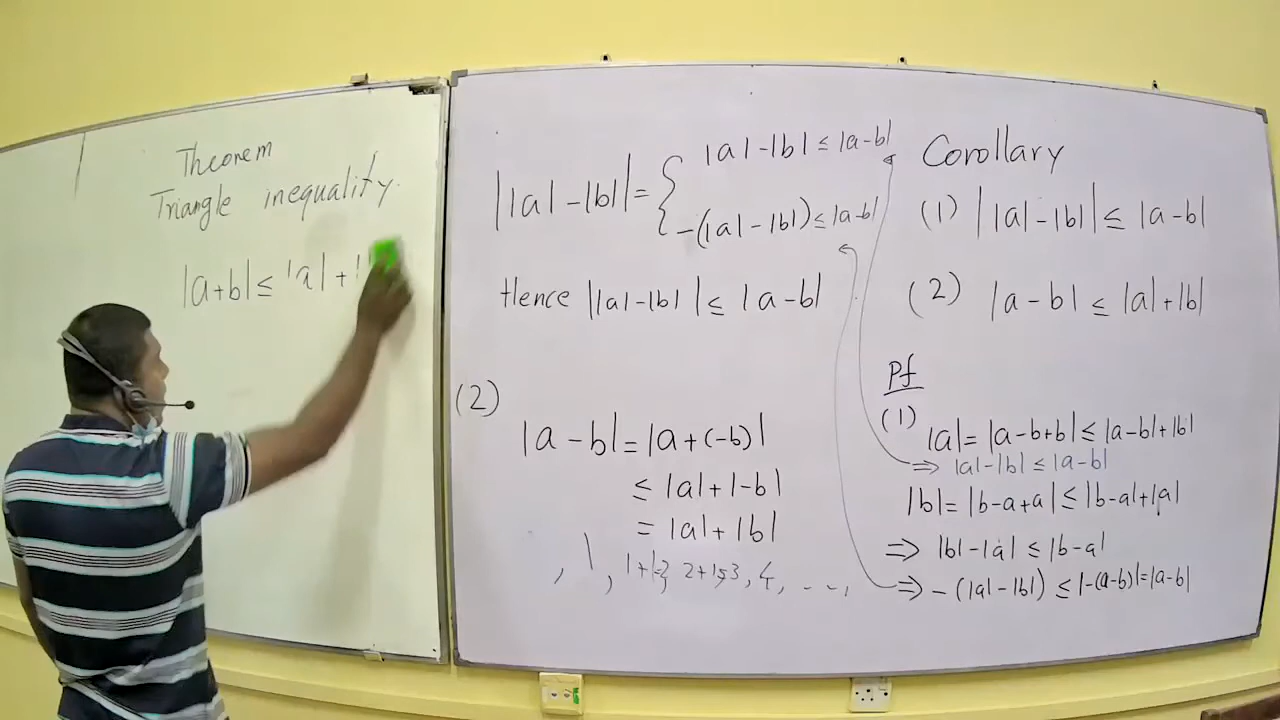 Theorem
Triangle inequality.
|a+b| ≤ |a| +
||a| - |b|| = { |a| - |b| ≤ |a-b|
-(|a| - |b|) ≤ |a-b|
Hence ||a| - |b|| ≤ |a-b|
(2)
|a-b| = |a+(-b)|
≤ |a| + |-b|
= |a| + |b|
, 1, 1+1=2, 2+1=3, 4, ...,
Corollary
(1) ||a| - |b|| ≤ |a-b|
(2) |a-b| ≤ |a| + |b|
Pf
(1) |a| = |a-b+b| ≤ |a-b| + |b|
⇒ |a| - |b| ≤ |a-b|
|b| = |b-a+a| ≤ |b-a| + |a|
⇒ |b| - |a| ≤ |b-a|
⇒ -(|a| - |b|) ≤ |-(a-b)| = |a-b|